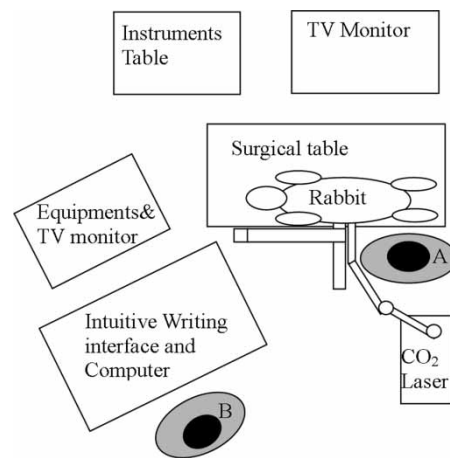 Instruments
Table
TV Monitor
Surgical table
Rabbit
Equipments&
TV monitor
A
Intuitive Writing
interface and
Computer
CO₂
Laser
B